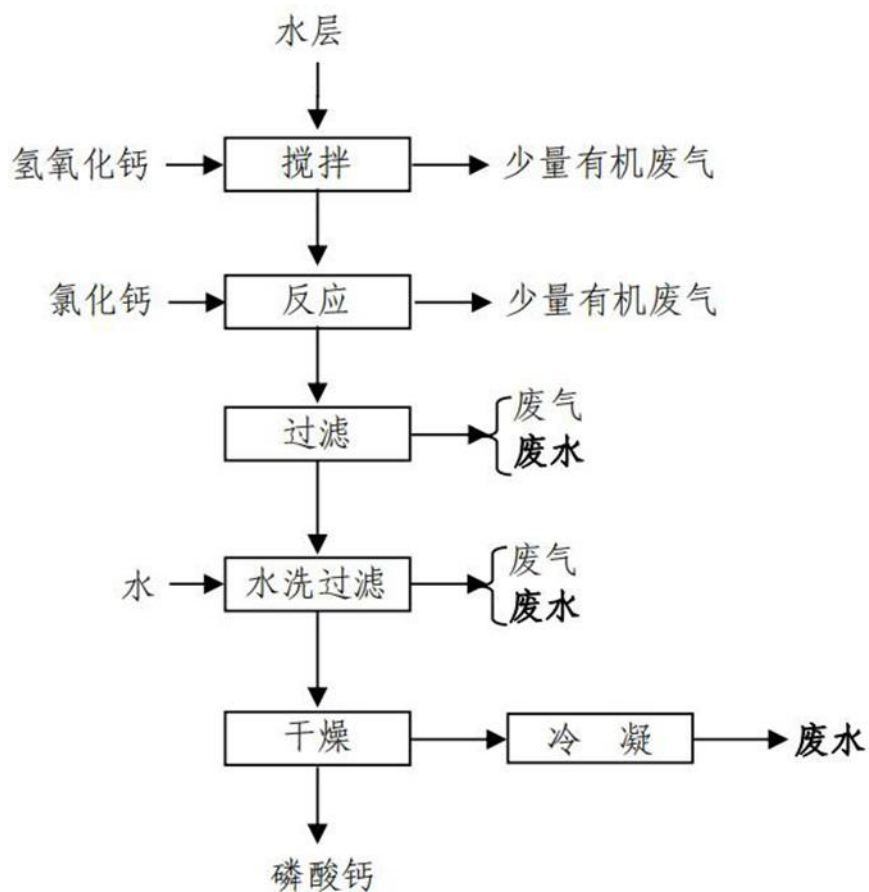 水层
氢氧化钙
搅拌
少量有机废气
氯化钙
反应
少量有机废气
过滤
废气
废水
水
水洗过滤
废气
废水
干燥
冷 凝
废水
磷酸钙